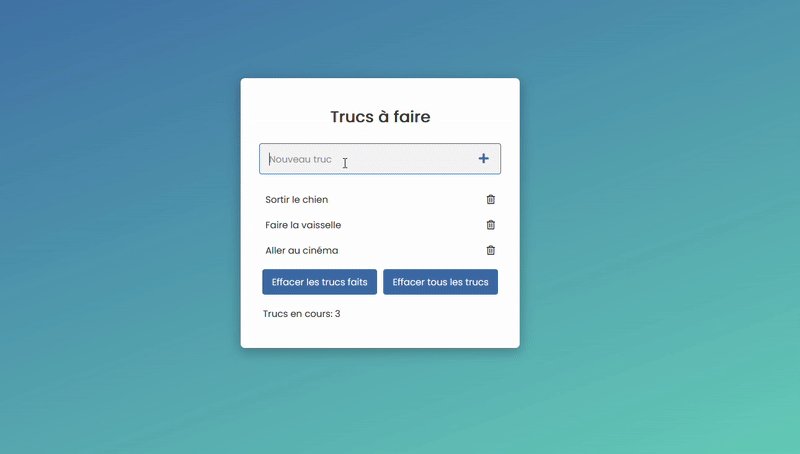 Trucs à faire
Nouveau truc
Sortir le chien
Faire la vaisselle
Aller au cinéma
Effacer les trucs faits Effacer tous les trucs
Trucs en cours: 3